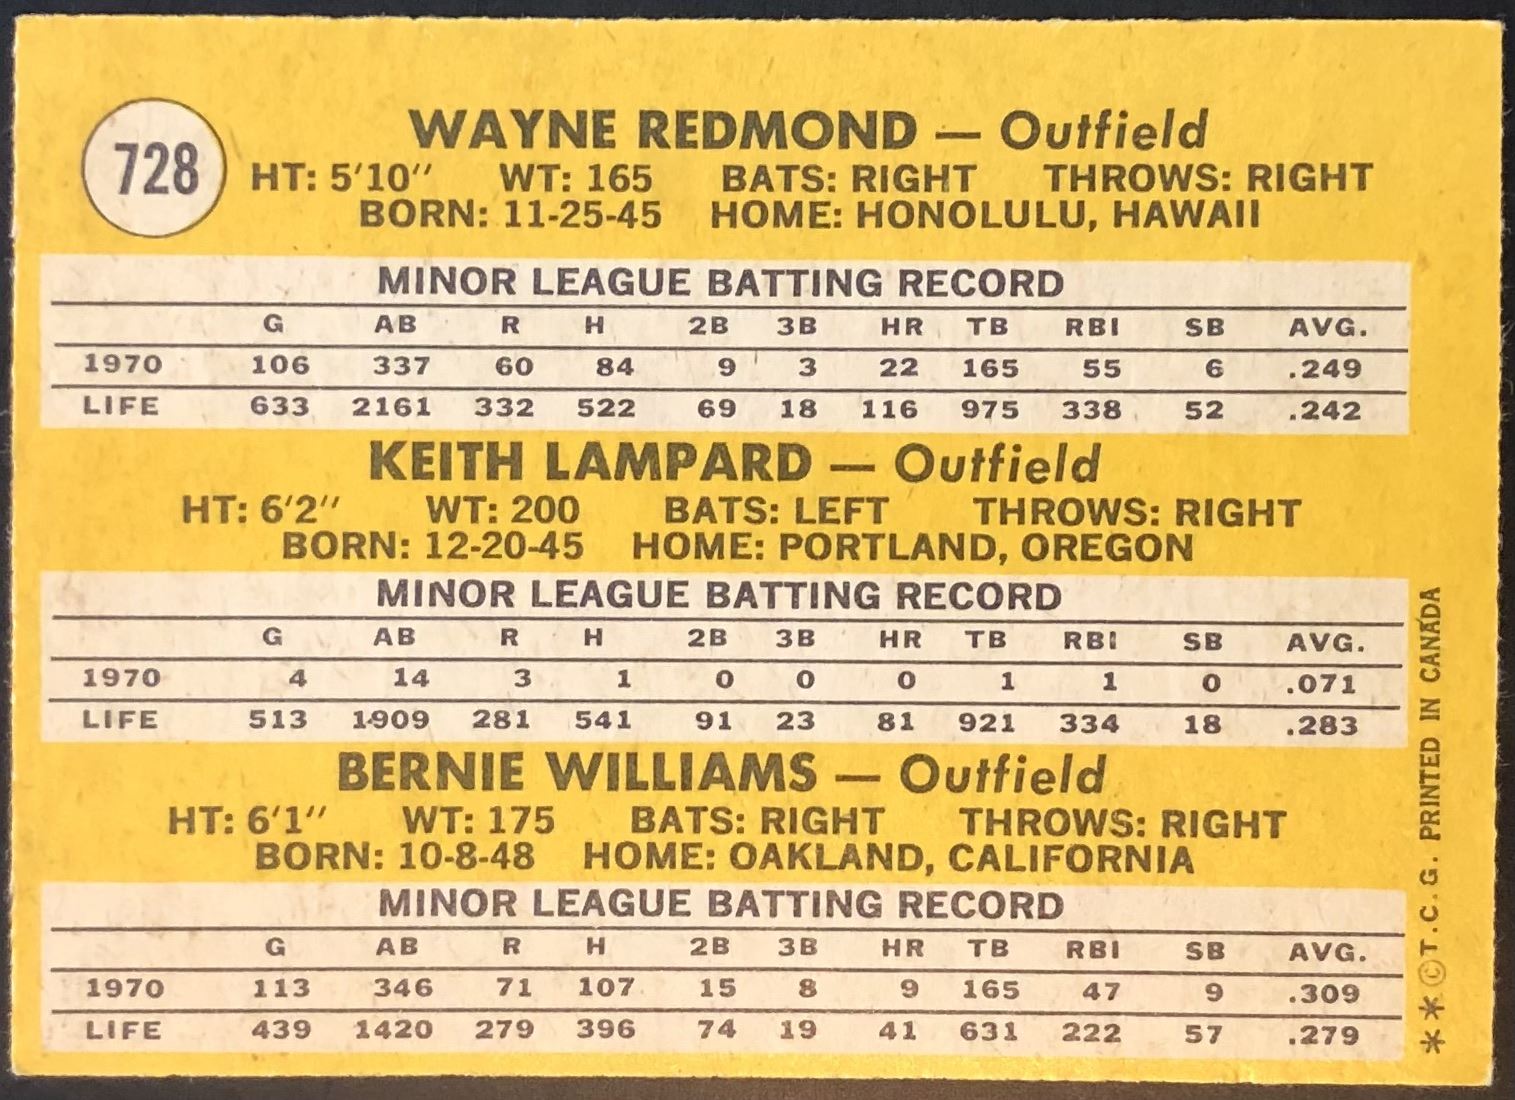 728
WAYNE REDMOND — Outfield
HT: 5'10" WT: 165 BATS: RIGHT THROWS: RIGHT
BORN: 11-25-45 HOME: HONOLULU, HAWAII
MINOR LEAGUE BATTING RECORD
G AB R H 2B 3B HR TB RBI SB AVG.
1970 106 337 60 84 9 3 22 165 55 6 .249
LIFE 633 2161 332 522 69 18 116 975 338 52 .242
KEITH LAMPARD — Outfield
HT: 6'2" WT: 200 BATS: LEFT THROWS: RIGHT
BORN: 12-20-45 HOME: PORTLAND, OREGON
MINOR LEAGUE BATTING RECORD
G AB R H 2B 3B HR TB RBI SB AVG.
1970 4 14 3 1 0 0 0 1 1 0 .071
LIFE 513 1909 281 541 91 23 81 921 334 18 .283
BERNIE WILLIAMS — Outfield
HT: 6'1" WT: 175 BATS: RIGHT THROWS: RIGHT
BORN: 10-8-48 HOME: OAKLAND, CALIFORNIA
MINOR LEAGUE BATTING RECORD
G AB R H 2B 3B HR TB RBI SB AVG.
1970 113 346 71 107 15 8 9 165 47 9 .309
LIFE 439 1420 279 396 74 19 41 631 222 57 .279
**©T.C.G. PRINTED IN CANADA